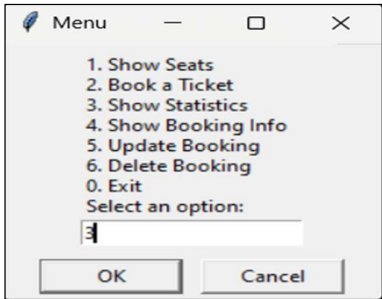 Menu
1. Show Seats
2. Book a Ticket
3. Show Statistics
4. Show Booking Info
5. Update Booking
6. Delete Booking
0. Exit
Select an option:
3
OK Cancel